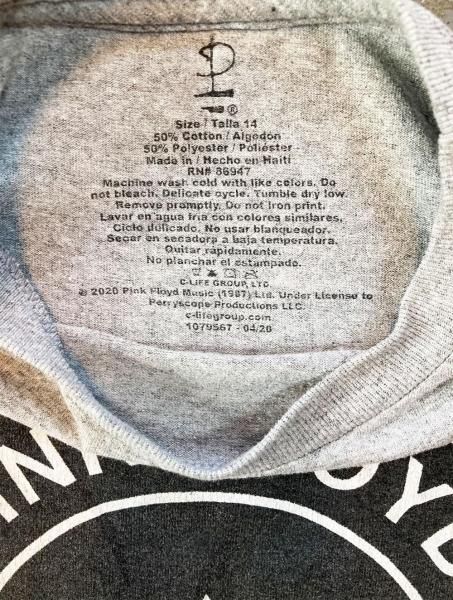 ®
Size / Talla 14
50% Cotton / Algodon
50% Polyester / Poliéster
Made in / Hecho en Haiti
RN# 86947
Machine wash cold with like colors. Do
not bleach. Delicate cycle. Tumble dry low.
Remove promptly. Do not iron print.
Lavar en agua fria con colores similares.
Ciclo delicado. No usar blanqueador.
Secar en secadora a baja temperatura.
Quitar rápidamente.
No planchar el estampado.
C-LIFE GROUP, LTD.
© 2020 Pink Floyd Music (1987) Ltd. Under License to
Perryscope Productions LLC.
c-lifegroup.com
1079567 - 04/20